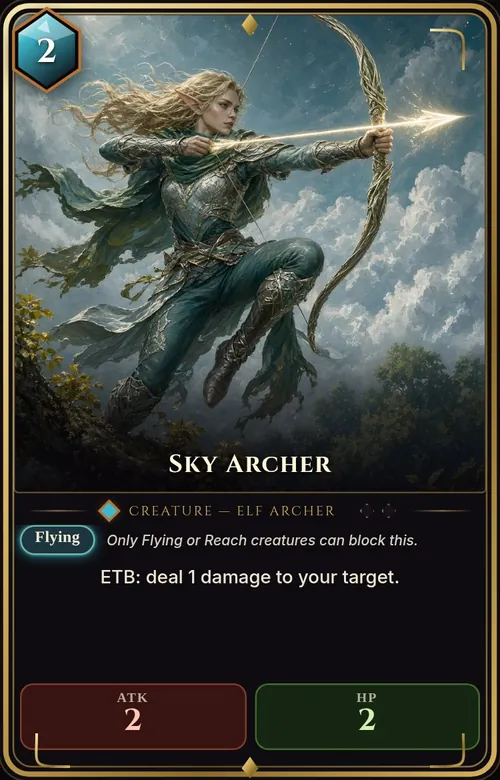 2
SKY ARCHER
CREATURE — ELF ARCHER
Flying Only Flying or Reach creatures can block this.
ETB: deal 1 damage to your target.
ATK HP
2 2